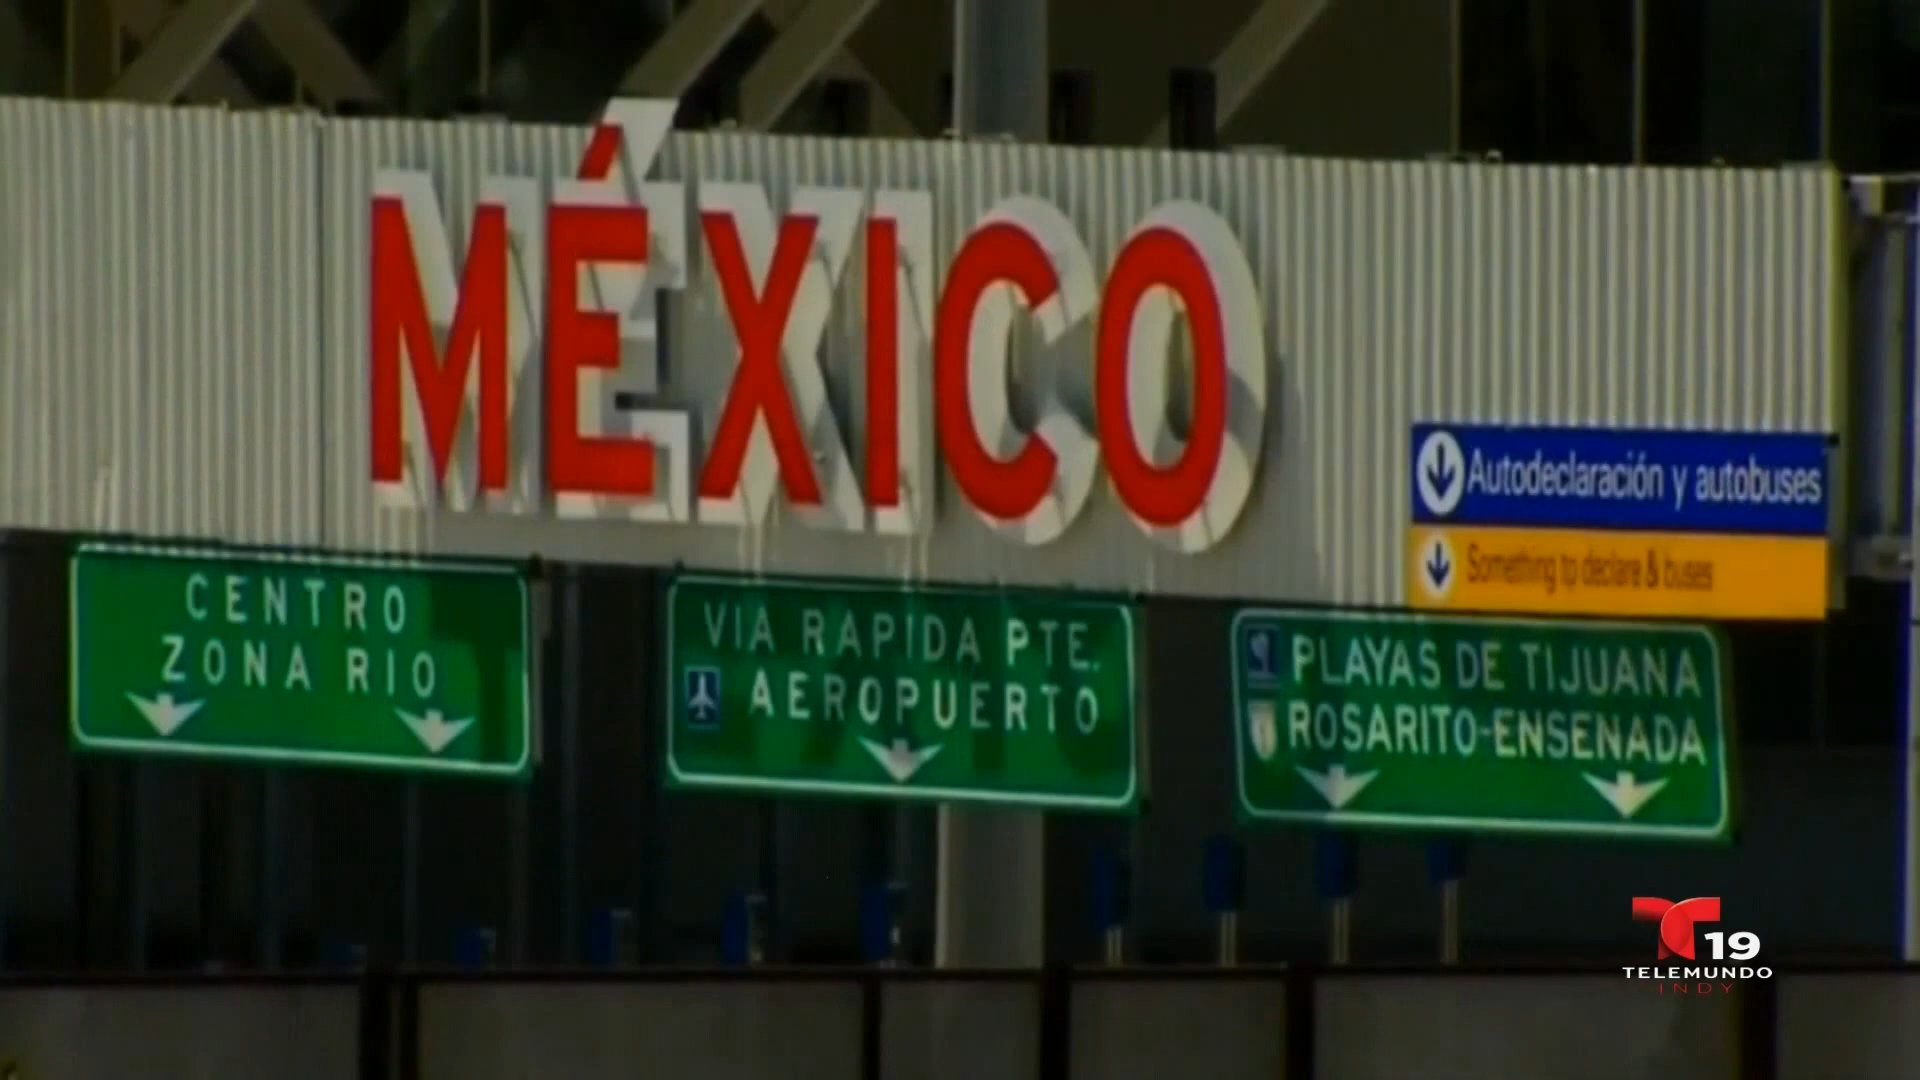 MÉXICO
Autodeclaración y autobuses
Something to declare & buses
CENTRO
ZONA RIO
VIA RAPIDA PTE.
AEROPUERTO
PLAYAS DE TIJUANA
ROSARITO-ENSENADA
19
TELEMUNDO
INDY